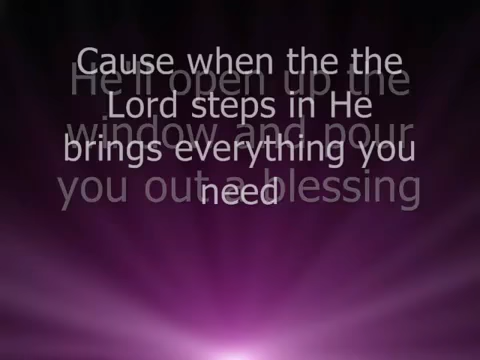 Cause when the the
Lord steps in He
brings everything you
need
He'll open up the
window and pour
you out a blessing